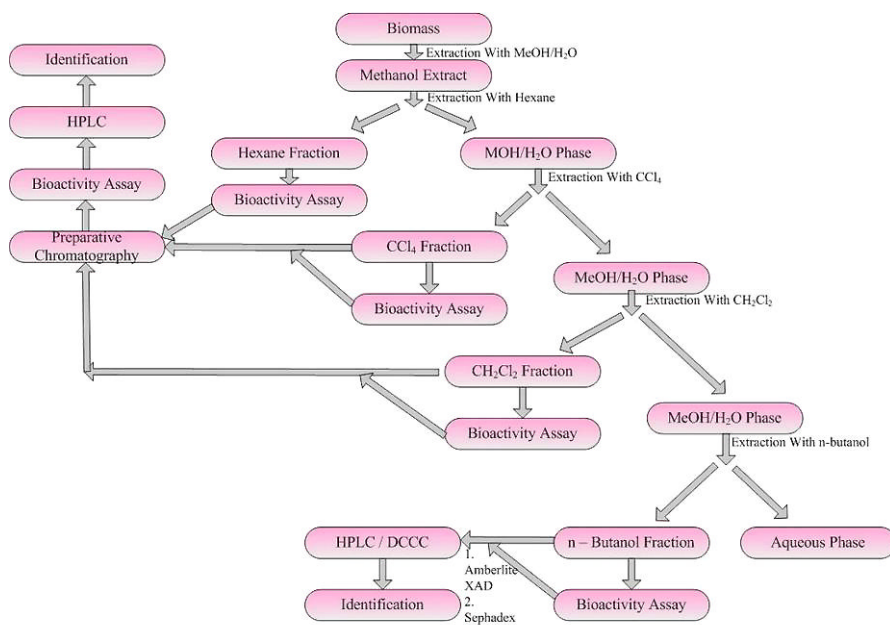 Biomass
Extraction With MeOH/H₂O
Identification
Methanol Extract
Extraction With Hexane
HPLC
Hexane Fraction
MOH/H₂O Phase
Extraction With CCl₄
Bioactivity Assay
Bioactivity Assay
Preparative
Chromatography
CCl₄ Fraction
MeOH/H₂O Phase
Extraction With CH₂Cl₂
Bioactivity Assay
CH₂Cl₂ Fraction
MeOH/H₂O Phase
Extraction With n-butanol
Bioactivity Assay
HPLC / DCCC
n – Butanol Fraction
Aqueous Phase
1.
Amberlite
XAD
2.
Sephadex
Identification
Bioactivity Assay